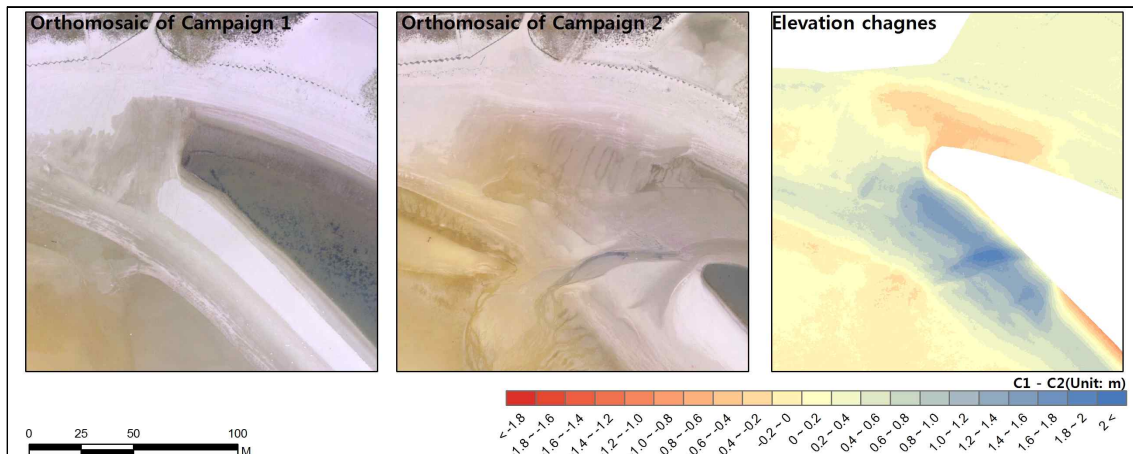 Orthomosaic of Campaign 1
Orthomosaic of Campaign 2
Elevation chagnes
C1 - C2(Unit: m)
< -1.8
1.8 ~ -1.6
1.6 ~ -1.4
1.4 ~ -1.2
1.2 ~ -1.0
1.0 ~ -0.8
0.8 ~ -0.6
0.6 ~ -0.4
0.4 ~ -0.2
-0.2 ~ 0
0 ~ 0.2
0.2 ~ 0.4
0.4 ~ 0.6
0.6 ~ 0.8
0.8 ~ 1.0
1.0 ~ 1.2
1.2 ~ 1.4
1.4 ~ 1.6
1.6 ~ 1.8
1.8 ~ 2
2 <
0 25 50 100
M